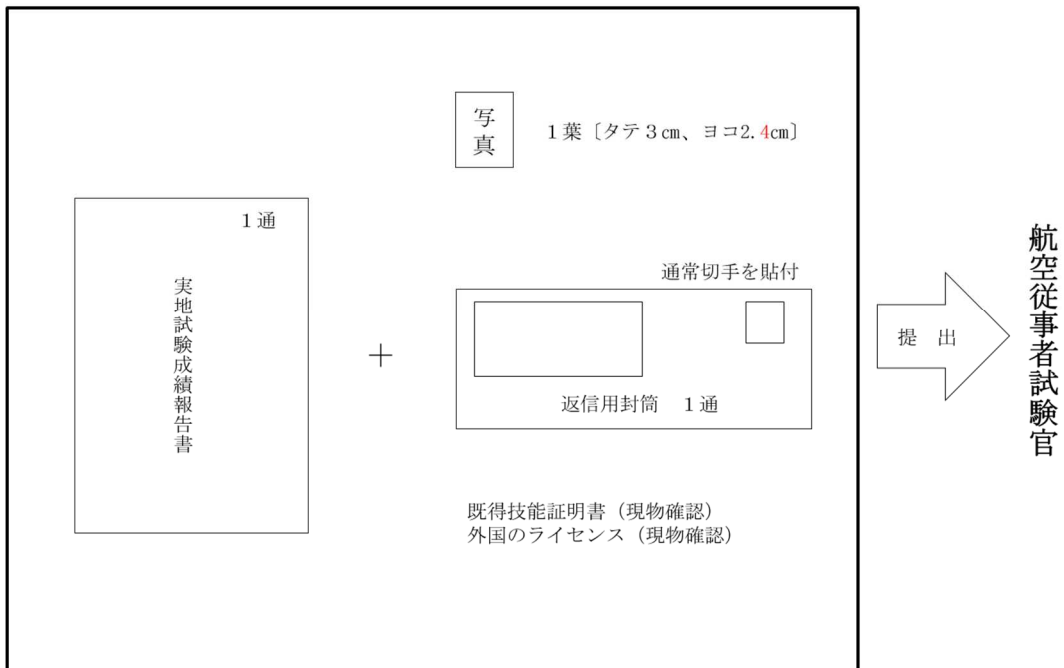 写真
1葉〔タテ3㎝、ヨコ2.4㎝〕
1通
実地試験成績報告書
+
通常切手を貼付
返信用封筒 1通
既得技能証明書(現物確認)
外国のライセンス(現物確認)
提 出
航空従事者試験官